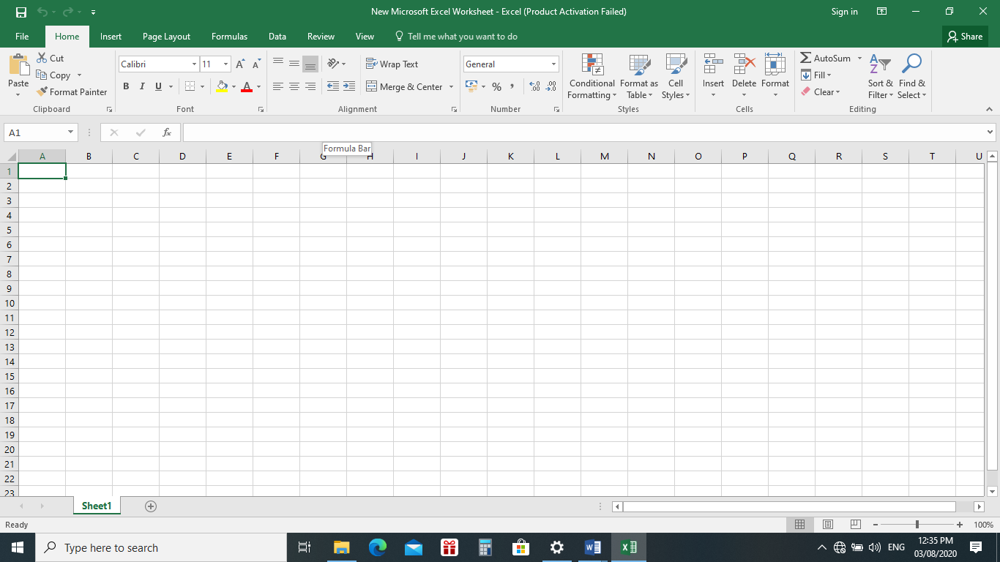 New Microsoft Excel Worksheet - Excel (Product Activation Failed)
Sign in
File Home Insert Page Layout Formulas Data Review View Tell me what you want to do Share
Paste
Cut
Copy
Format Painter
Clipboard
Calibri 11 A A
B I U A
Font
Wrap Text
Merge & Center
Alignment
General
% , .0 .00 .00 .0
Number
Conditional Formatting
Format as Table
Cell Styles
Styles
Insert Delete Format
Cells
AutoSum
Fill
Clear
Sort & Filter
Find & Select
Editing
A1 fx
Formula Bar
A B C D E F G H I J K L M N O P Q R S T U
1
2
3
4
5
6
7
8
9
10
11
12
13
14
15
16
17
18
19
20
21
22
23
Sheet1
Ready 100%
Type here to search
W X ENG 12:35 PM
03/08/2020